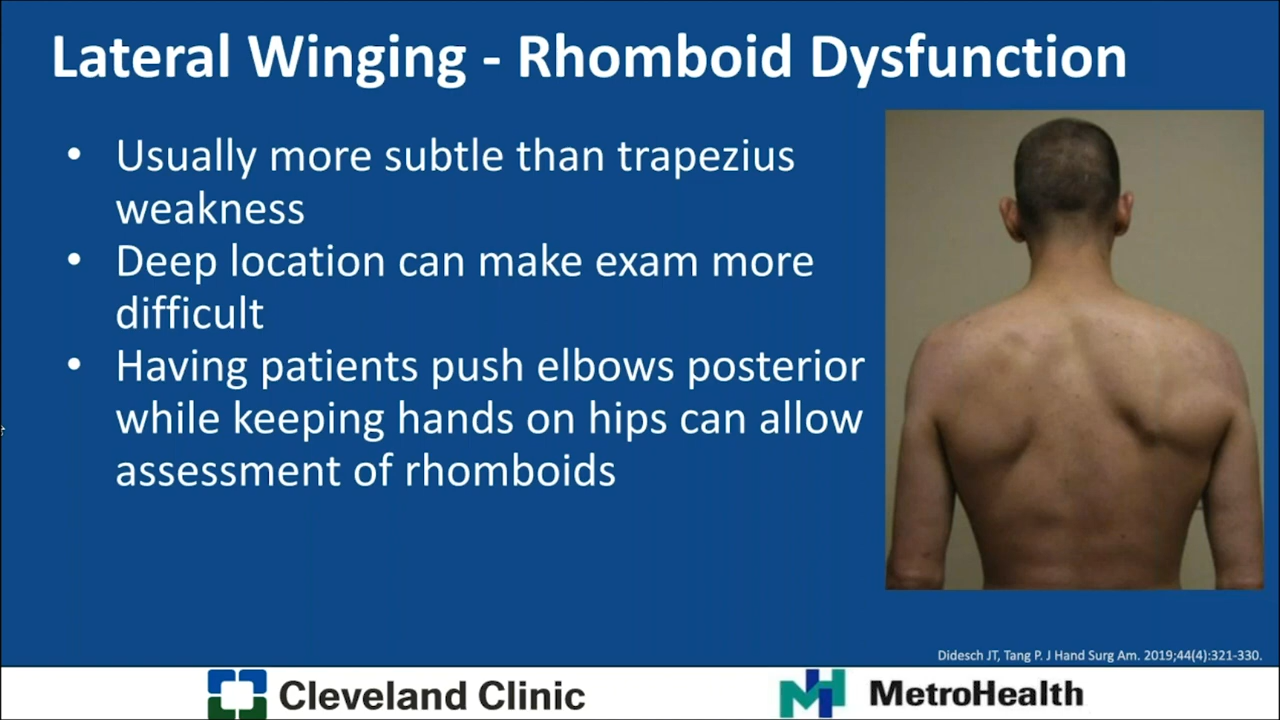 Lateral Winging - Rhomboid Dysfunction
• Usually more subtle than trapezius
weakness
• Deep location can make exam more
difficult
• Having patients push elbows posterior
while keeping hands on hips can allow
assessment of rhomboids
Didesch JT, Tang P. J Hand Surg Am. 2019;44(4):321-330.
Cleveland Clinic
MetroHealth